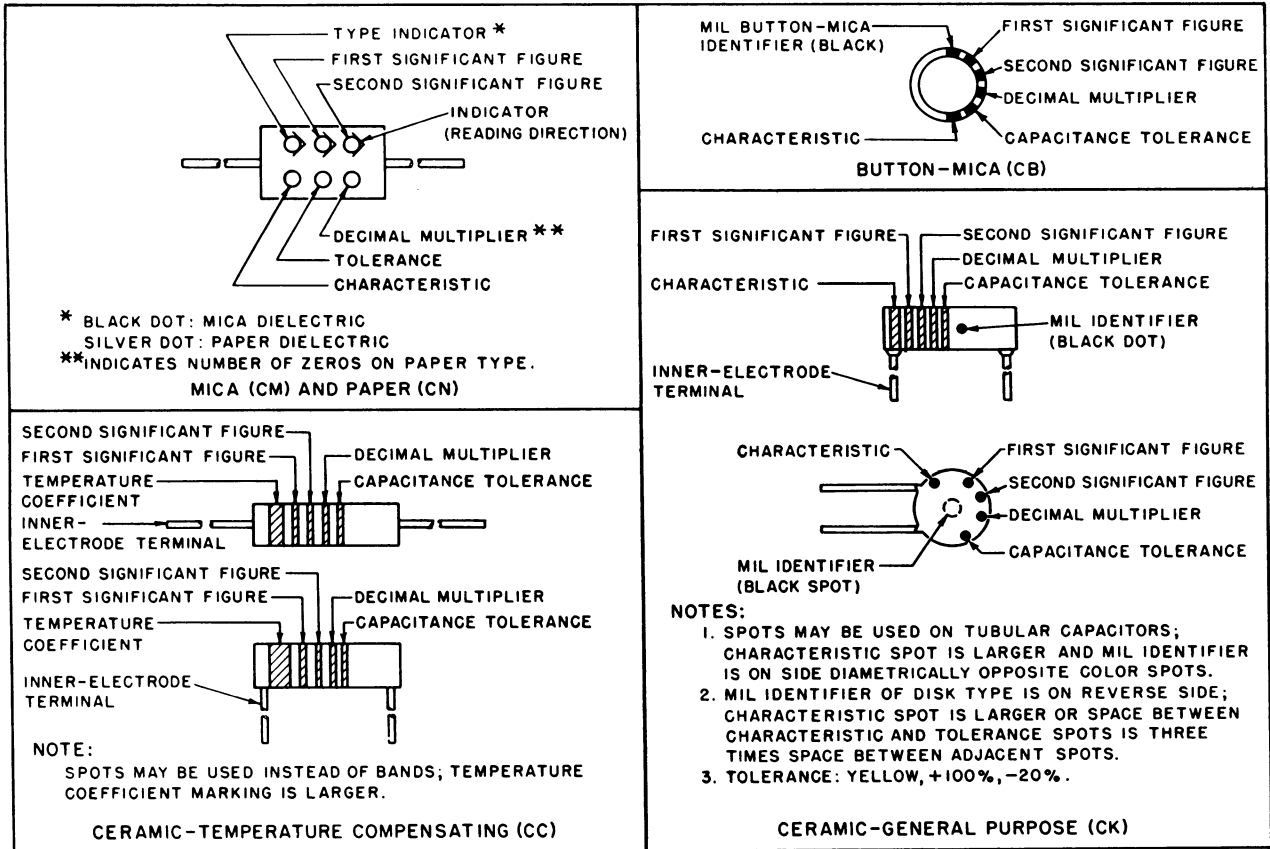 TYPE INDICATOR *
FIRST SIGNIFICANT FIGURE
SECOND SIGNIFICANT FIGURE
INDICATOR
(READING DIRECTION)
DECIMAL MULTIPLIER **
TOLERANCE
CHARACTERISTIC
* BLACK DOT: MICA DIELECTRIC
SILVER DOT: PAPER DIELECTRIC
**INDICATES NUMBER OF ZEROS ON PAPER TYPE.
MICA (CM) AND PAPER (CN)
MIL BUTTON-MICA
IDENTIFIER (BLACK)
FIRST SIGNIFICANT FIGURE
SECOND SIGNIFICANT FIGURE
DECIMAL MULTIPLIER
CHARACTERISTIC
CAPACITANCE TOLERANCE
BUTTON-MICA (CB)
SECOND SIGNIFICANT FIGURE
FIRST SIGNIFICANT FIGURE
DECIMAL MULTIPLIER
TEMPERATURE
COEFFICIENT
CAPACITANCE TOLERANCE
INNER-
ELECTRODE TERMINAL
SECOND SIGNIFICANT FIGURE
FIRST SIGNIFICANT FIGURE
DECIMAL MULTIPLIER
TEMPERATURE
COEFFICIENT
CAPACITANCE TOLERANCE
INNER-ELECTRODE
TERMINAL
NOTE:
SPOTS MAY BE USED INSTEAD OF BANDS; TEMPERATURE
COEFFICIENT MARKING IS LARGER.
CERAMIC-TEMPERATURE COMPENSATING (CC)
FIRST SIGNIFICANT FIGURE
SECOND SIGNIFICANT FIGURE
DECIMAL MULTIPLIER
CHARACTERISTIC
CAPACITANCE TOLERANCE
MIL IDENTIFIER
(BLACK DOT)
INNER-ELECTRODE
TERMINAL
CHARACTERISTIC
FIRST SIGNIFICANT FIGURE
SECOND SIGNIFICANT FIGURE
DECIMAL MULTIPLIER
CAPACITANCE TOLERANCE
MIL IDENTIFIER
(BLACK SPOT)
NOTES:
1. SPOTS MAY BE USED ON TUBULAR CAPACITORS;
CHARACTERISTIC SPOT IS LARGER AND MIL IDENTIFIER
IS ON SIDE DIAMETRICALLY OPPOSITE COLOR SPOTS.
2. MIL IDENTIFIER OF DISK TYPE IS ON REVERSE SIDE;
CHARACTERISTIC SPOT IS LARGER OR SPACE BETWEEN
CHARACTERISTIC AND TOLERANCE SPOTS IS THREE
TIMES SPACE BETWEEN ADJACENT SPOTS.
3. TOLERANCE: YELLOW, +100%, -20%.
CERAMIC-GENERAL PURPOSE (CK)